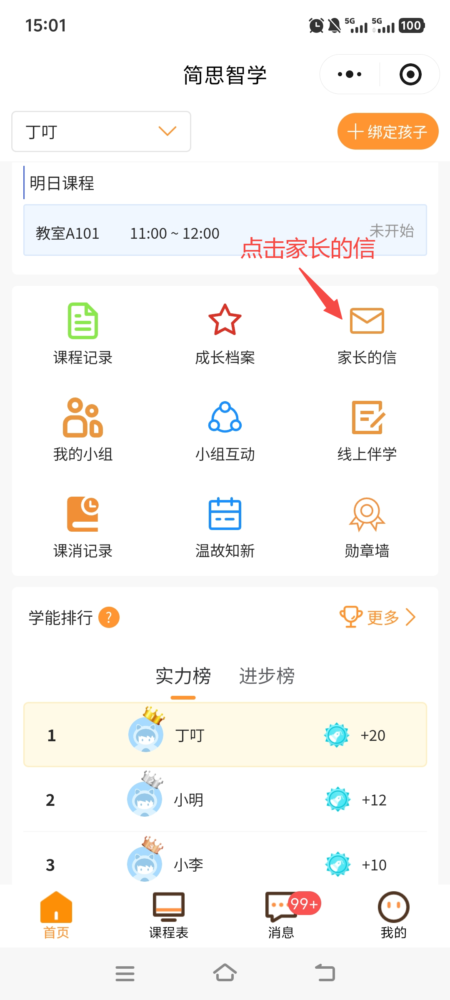 15:01 5G 5G 100
简思智学
丁叮 绑定孩子
明日课程
教室A101 11:00 ~ 12:00 未开始
点击家长的信
课程记录 成长档案 家长的信
我的小组 小组互动 线上伴学
课消记录 温故知新 勋章墙
学能排行 ? 更多
实力榜 进步榜
1 1 丁叮 +20
2 2 小明 +12
3 3 小李 +10
99+
首页 课程表 消息 我的